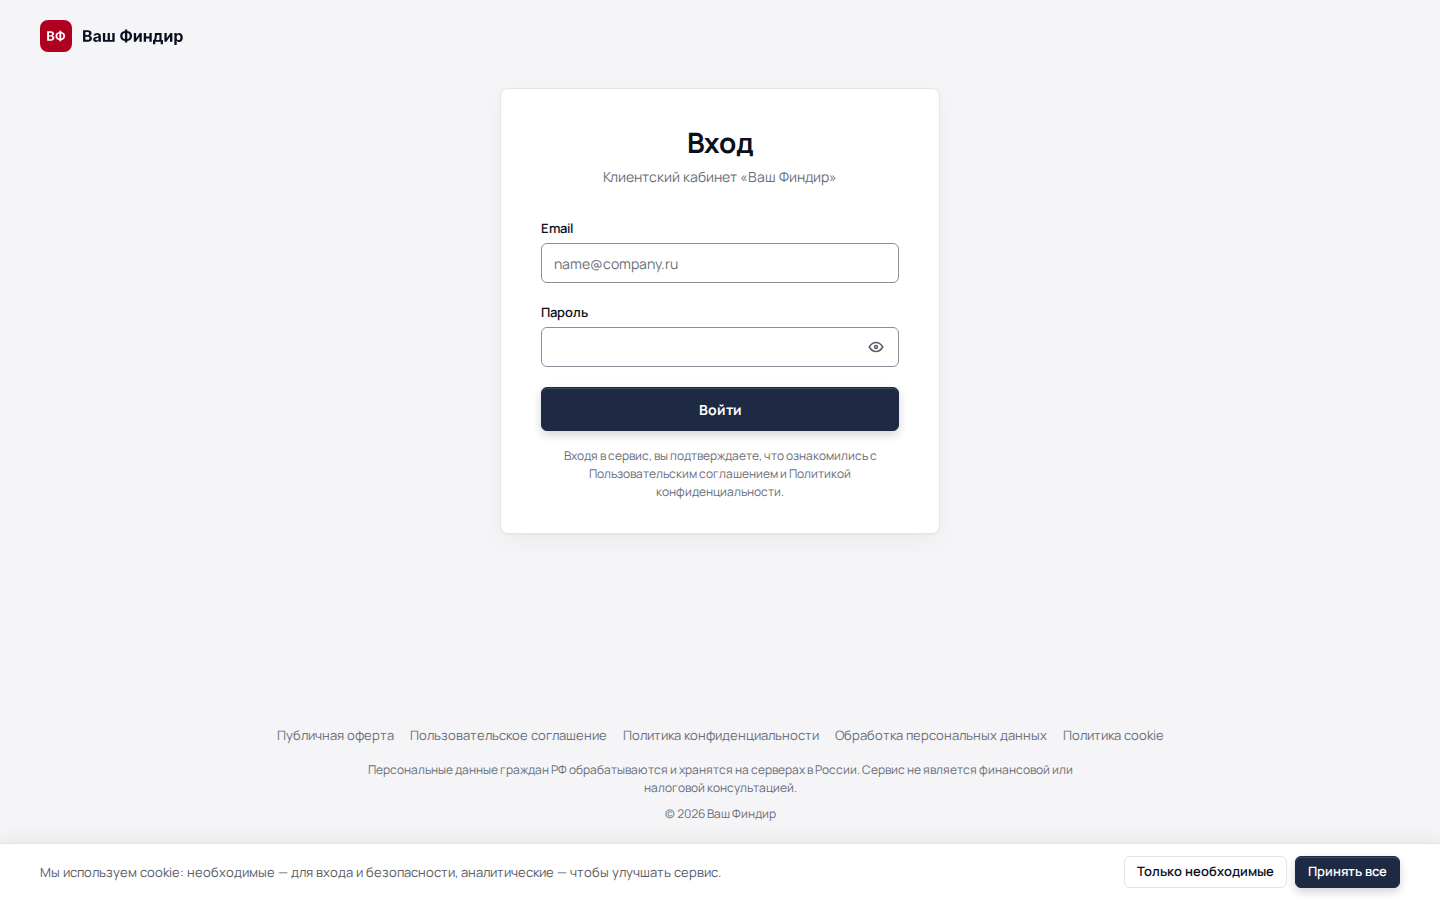 ВФ Ваш Финдир
Вход
Клиентский кабинет «Ваш Финдир»
Email
name@company.ru
Пароль
Войти
Входя в сервис, вы подтверждаете, что ознакомились с
Пользовательским соглашением и Политикой
конфиденциальности.
Публичная оферта Пользовательское соглашение Политика конфиденциальности Обработка персональных данных Политика cookie
Персональные данные граждан РФ обрабатываются и хранятся на серверах в России. Сервис не является финансовой или
налоговой консультацией.
© 2026 Ваш Финдир
Мы используем cookie: необходимые — для входа и безопасности, аналитические — чтобы улучшать сервис. Только необходимые Принять все